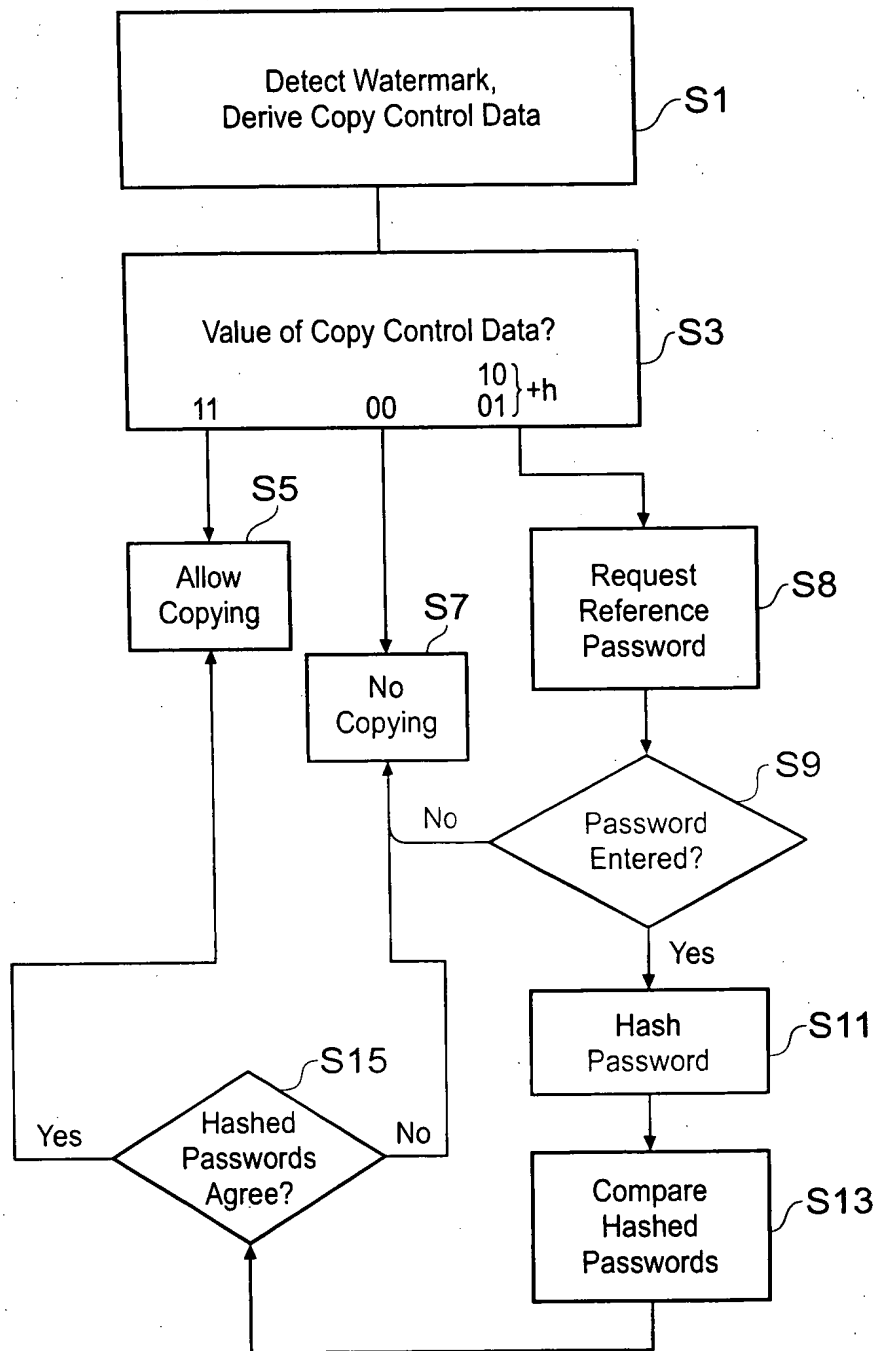 Detect Watermark,
Derive Copy Control Data
S1
Value of Copy Control Data?
S3
11
00
10
01
}+h
S5
Allow
Copying
S7
No
Copying
Request
Reference
Password
S8
S9
Password
Entered?
No
Yes
Hash
Password
S11
Compare
Hashed
Passwords
S13
S15
Hashed
Passwords
Agree?
Yes
No